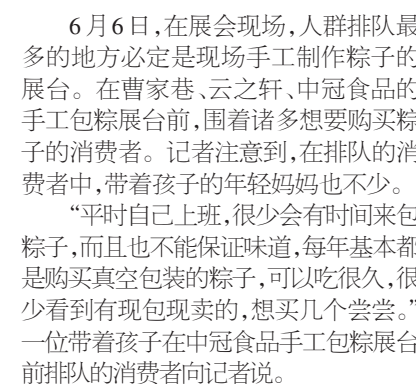 6月6日,在展会现场,人群排队最
多的地方必定是现场手工制作粽子的
展台。在曹家巷、云之轩、中冠食品的
手工包粽展台前,围着诸多想要购买粽
子的消费者。记者注意到,在排队的消
费者中,带着孩子的年轻妈妈也不少。
“平时自己上班,很少会有时间来包
粽子,而且也不能保证味道,每年基本都
是购买真空包装的粽子,可以吃很久,很
少看到有现包现卖的,想买几个尝尝。”
一位带着孩子在中冠食品手工包粽展台
前排队的消费者向记者说。